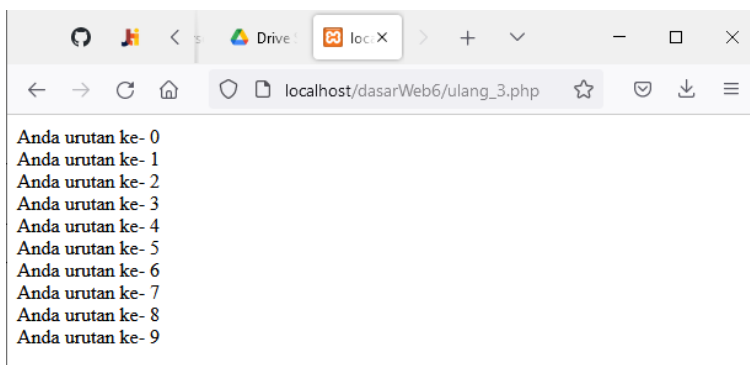 Drive
localhost/dasarWeb6/ulang_3.php
Anda urutan ke- 0
Anda urutan ke- 1
Anda urutan ke- 2
Anda urutan ke- 3
Anda urutan ke- 4
Anda urutan ke- 5
Anda urutan ke- 6
Anda urutan ke- 7
Anda urutan ke- 8
Anda urutan ke- 9